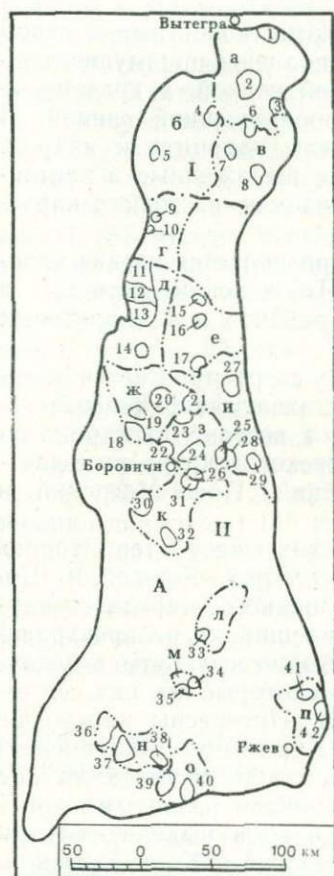 Вытегра
1
а
2
3
б
4
в
5
I
7
6
8
9
10
11
12
д
13
15
16
е
14
17
27
ж
20
21
и
19
23
з
25
18
22
24
28
Боровичи
26
29
30
31
к
II
32
А
л
33
м
34
35
41
п
36
38
42
н
Ржев
37
о
39
40
50
0
50
100 км